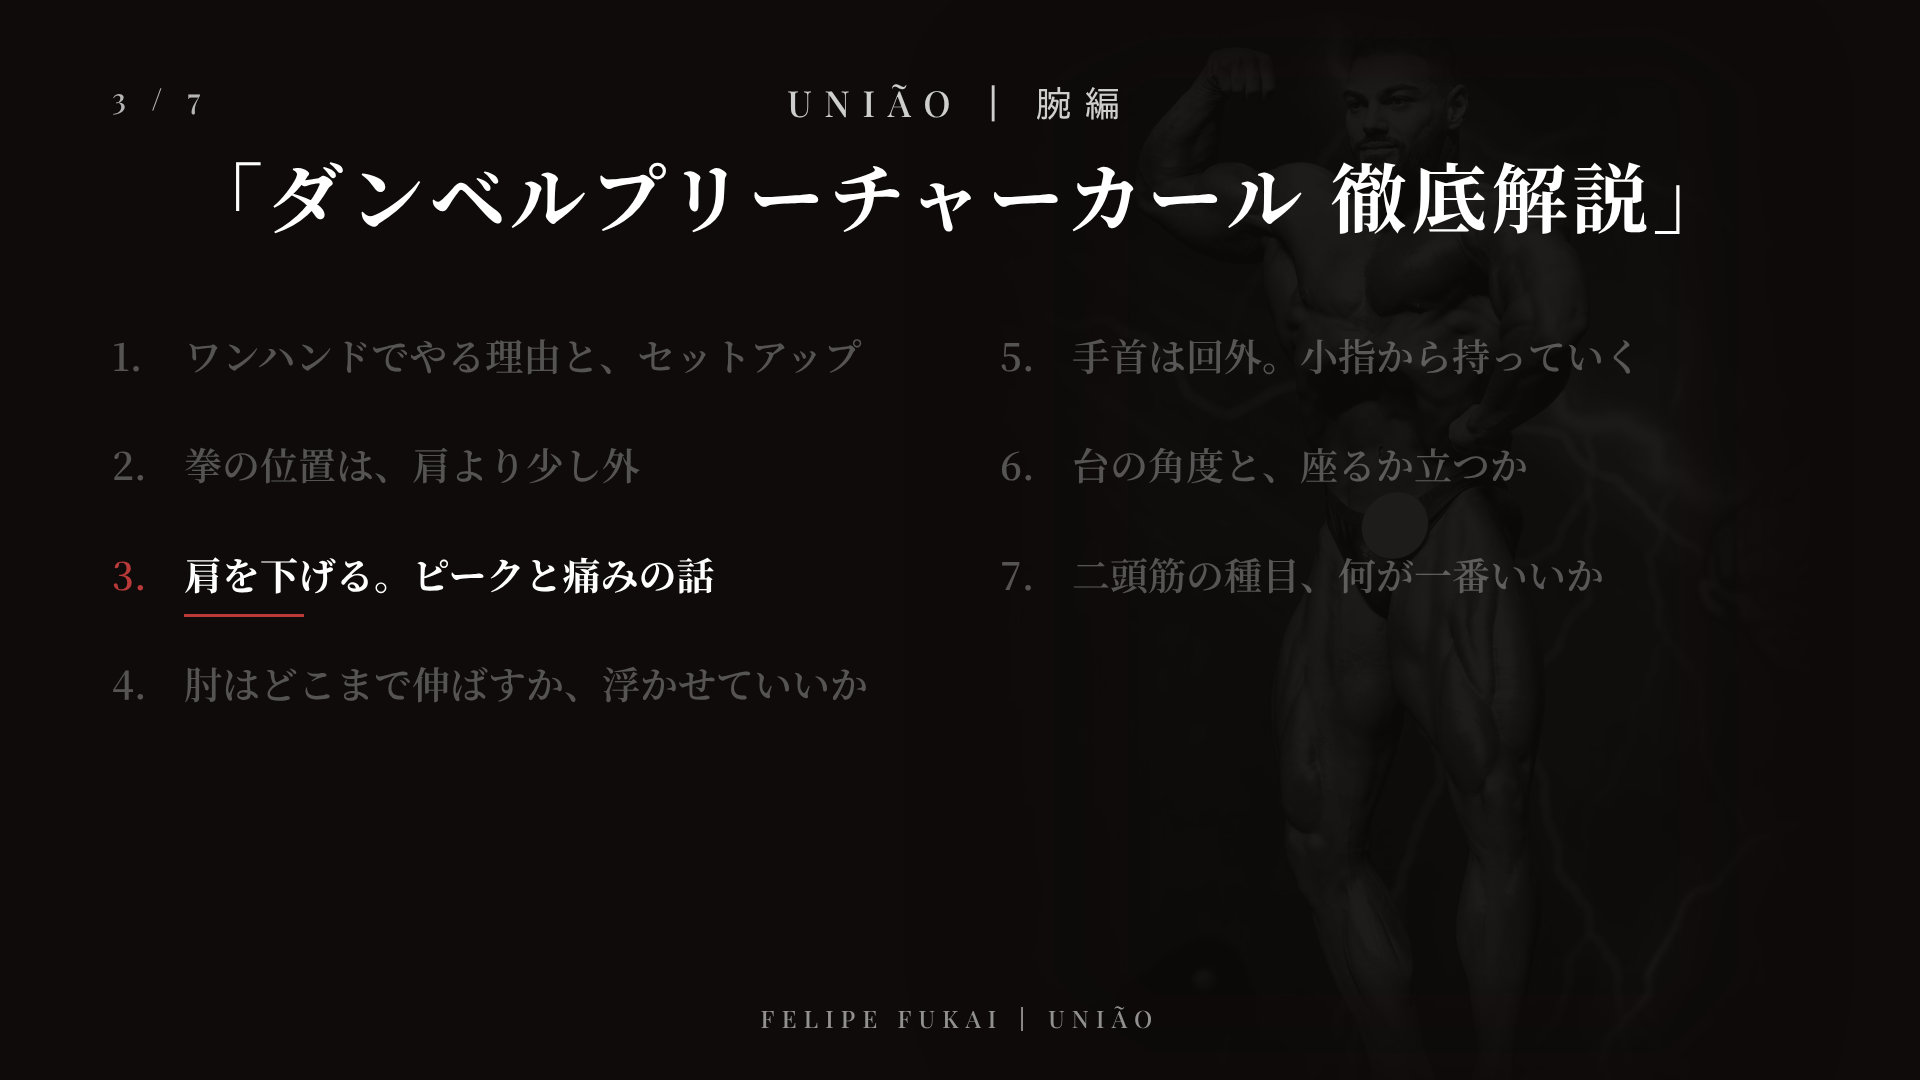 3 / 7
UNIÃO | 腕編
「ダンベルプリーチャーカール 徹底解説」
1. ワンハンドでやる理由と、セットアップ
2. 拳の位置は、肩より少し外
3. 肩を下げる。ピークと痛みの話
4. 肘はどこまで伸ばすか、浮かせていいか
5. 手首は回外。小指から持っていく
6. 台の角度と、座るか立つか
7. 二頭筋の種目、何が一番いいか
FELIPE FUKAI | UNIÃO